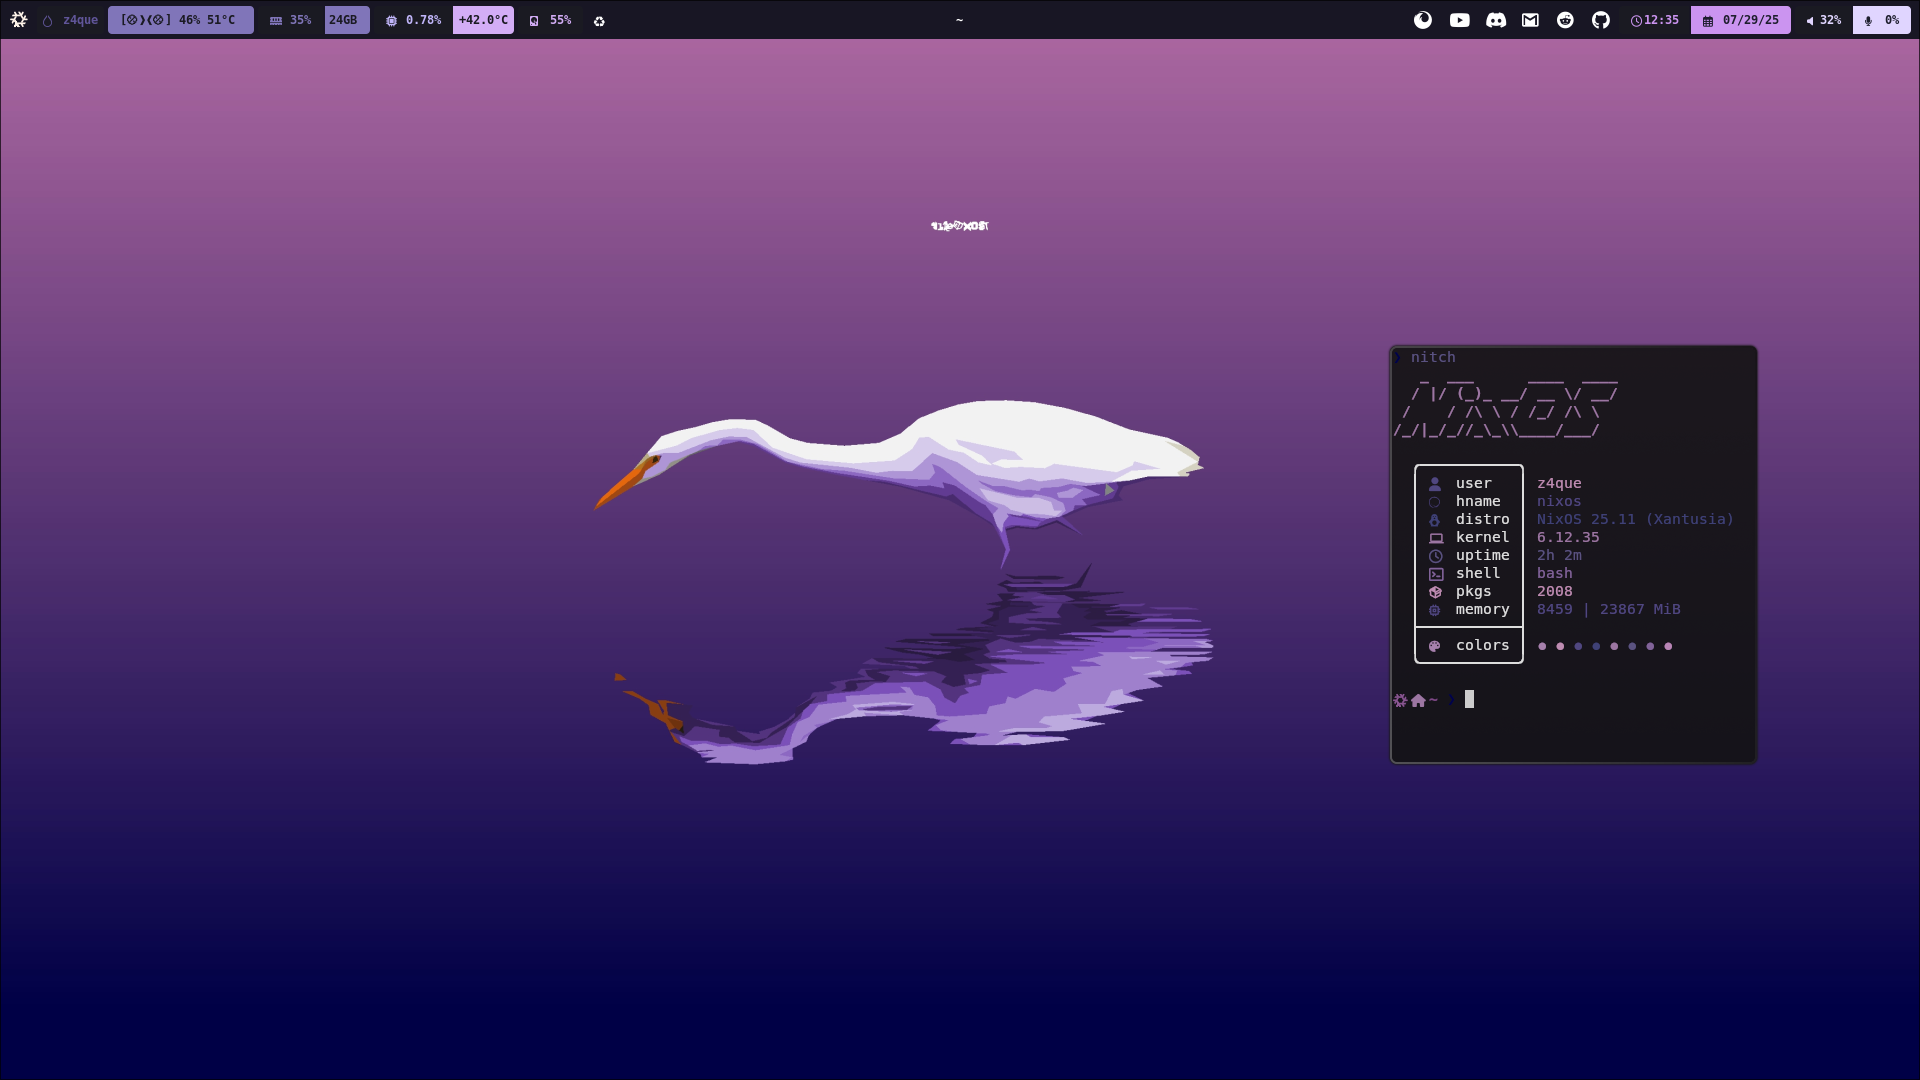 z4que [⊗❩❨⊗] 46% 51°C 35% 24GB 0.78% +42.0°C 55% ~ 12:35 07/29/25 32% 0%
❯ nitch
user z4que
hname nixos
distro NixOS 25.11 (Xantusia)
kernel 6.12.35
uptime 2h 2m
shell bash
pkgs 2008
memory 8459 | 23867 MiB
colors
~ ❯